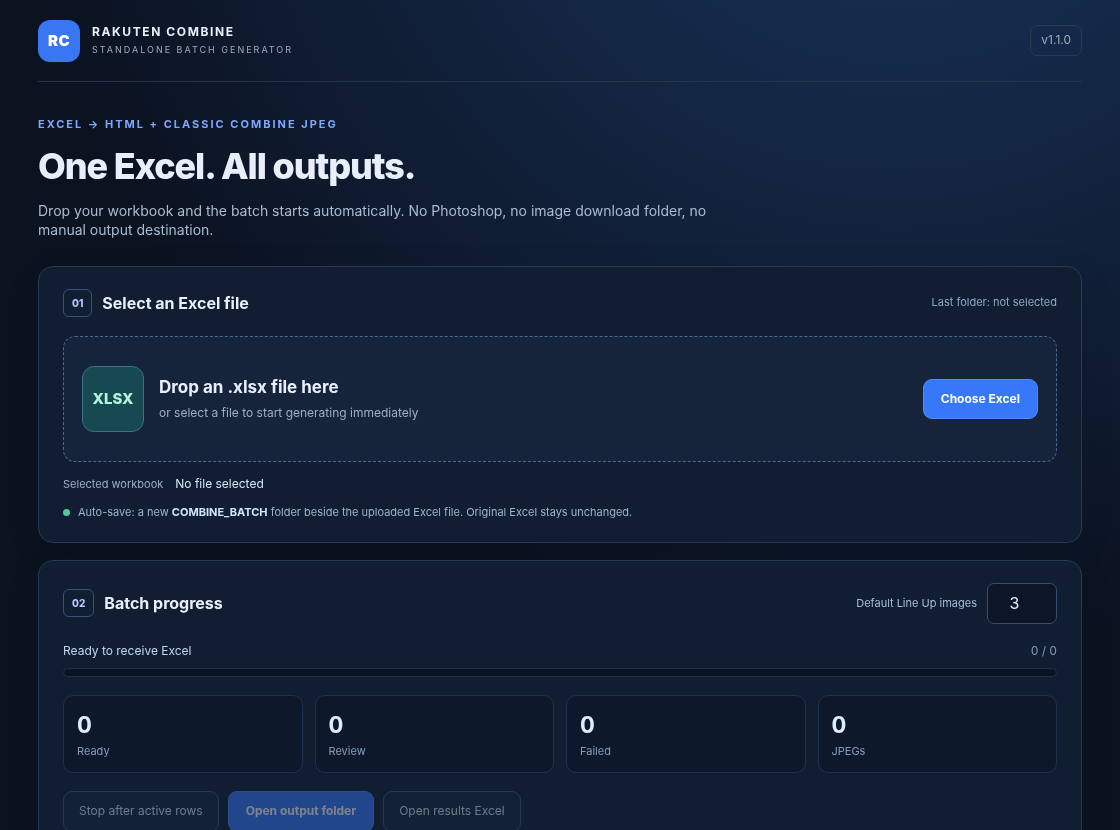 RC
RAKUTEN COMBINE
STANDALONE BATCH GENERATOR
v1.1.0
EXCEL → HTML + CLASSIC COMBINE JPEG
One Excel. All outputs.
Drop your workbook and the batch starts automatically. No Photoshop, no image download folder, no
manual output destination.
01
Select an Excel file
Last folder: not selected
XLSX
Drop an .xlsx file here
or select a file to start generating immediately
Choose Excel
Selected workbook No file selected
Auto-save: a new COMBINE_BATCH folder beside the uploaded Excel file. Original Excel stays unchanged.
02
Batch progress
Default Line Up images
3
Ready to receive Excel
0 / 0
0
Ready
0
Review
0
Failed
0
JPEGs
Stop after active rows
Open output folder
Open results Excel